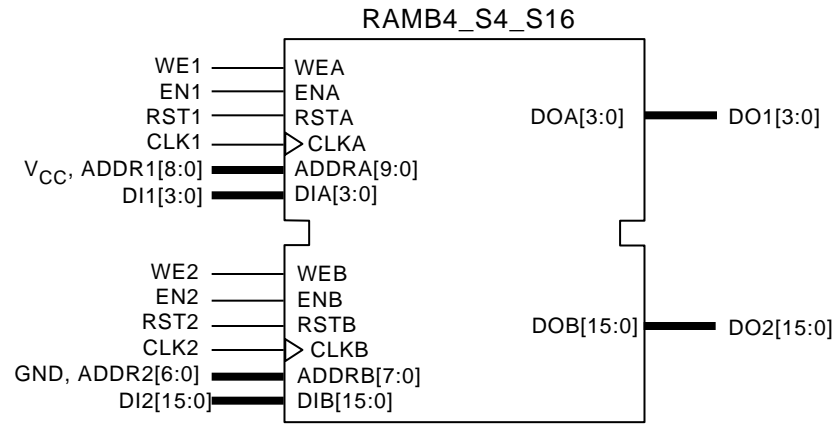 RAMB4_S4_S16
WE1 WEA
EN1 ENA
RST1 RSTA DOA[3:0] DO1[3:0]
CLK1 CLKA
VCC, ADDR1[8:0] ADDRA[9:0]
DI1[3:0] DIA[3:0]
WE2 WEB
EN2 ENB
RST2 RSTB DOB[15:0] DO2[15:0]
CLK2 CLKB
GND, ADDR2[6:0] ADDRB[7:0]
DI2[15:0] DIB[15:0]